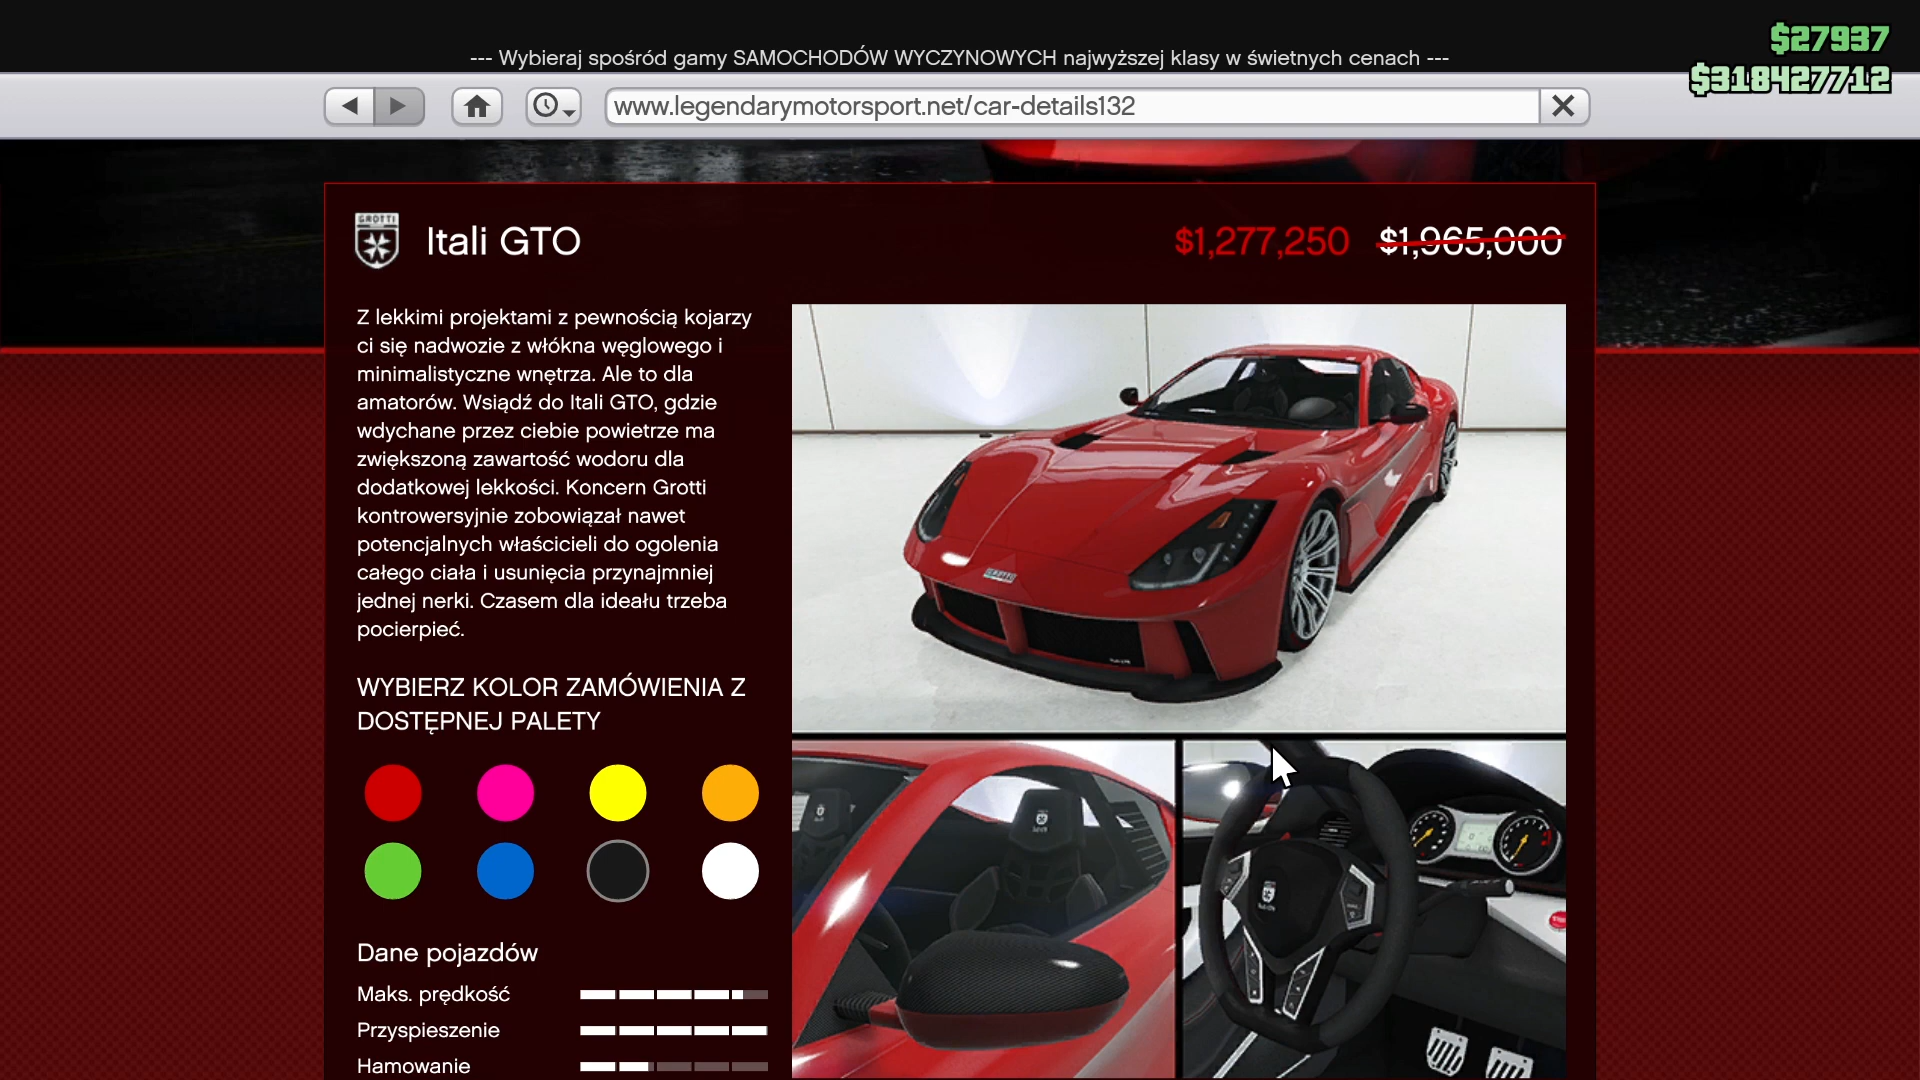 $27937
--- Wybieraj spośród gamy SAMOCHODÓW WYCZYNOWYCH najwyższej klasy w świetnych cenach ---
$318427712
www.legendarymotorsport.net/car-details132
GROTTI
Itali GTO
$1,277,250 $1,965,000
Z lekkimi projektami z pewnością kojarzy
ci się nadwozie z włókna węglowego i
minimalistyczne wnętrza. Ale to dla
amatorów. Wsiądź do Itali GTO, gdzie
wdychane przez ciebie powietrze ma
zwiększoną zawartość wodoru dla
dodatkowej lekkości. Koncern Grotti
kontrowersyjnie zobowiązał nawet
potencjalnych właścicieli do ogolenia
całego ciała i usunięcia przynajmniej
jednej nerki. Czasem dla ideału trzeba
pocierpieć.
GROTTI
WYBIERZ KOLOR ZAMÓWIENIA Z
DOSTĘPNEJ PALETY
Dane pojazdów
Maks. prędkość
Przyspieszenie
Hamowanie